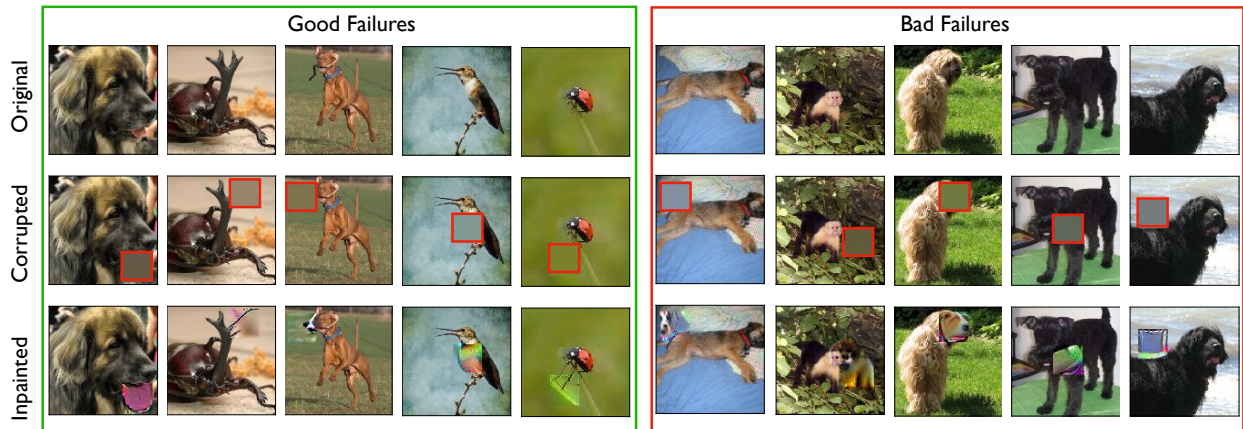 Good Failures
Bad Failures
Original
Corrupted
Inpainted